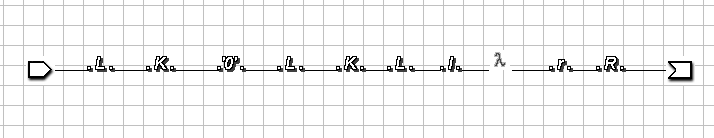 .L. .K. .'0'. .L. .K. .L. .I. λ .r. .R.